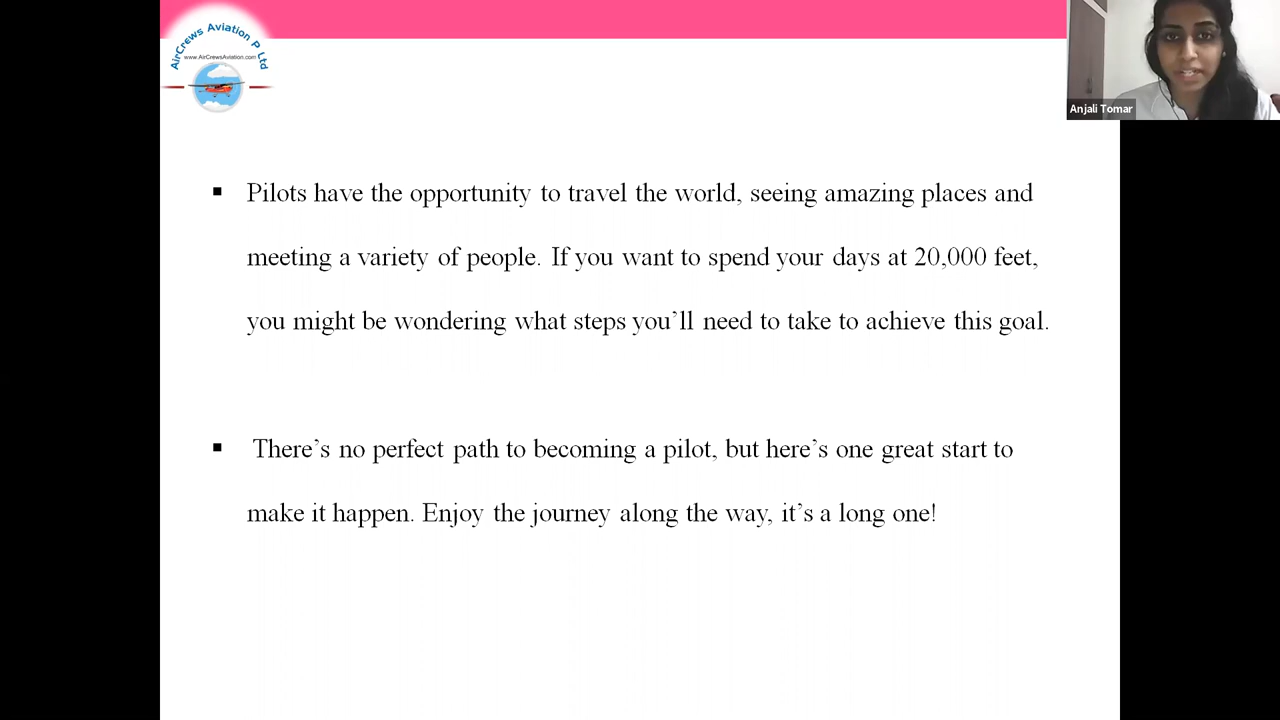 AirCrews Aviation P Ltd
www.AirCrewsAviation.com
Anjali Tomar
Pilots have the opportunity to travel the world, seeing amazing places and
meeting a variety of people. If you want to spend your days at 20,000 feet,
you might be wondering what steps you’ll need to take to achieve this goal.
There’s no perfect path to becoming a pilot, but here’s one great start to
make it happen. Enjoy the journey along the way, it’s a long one!